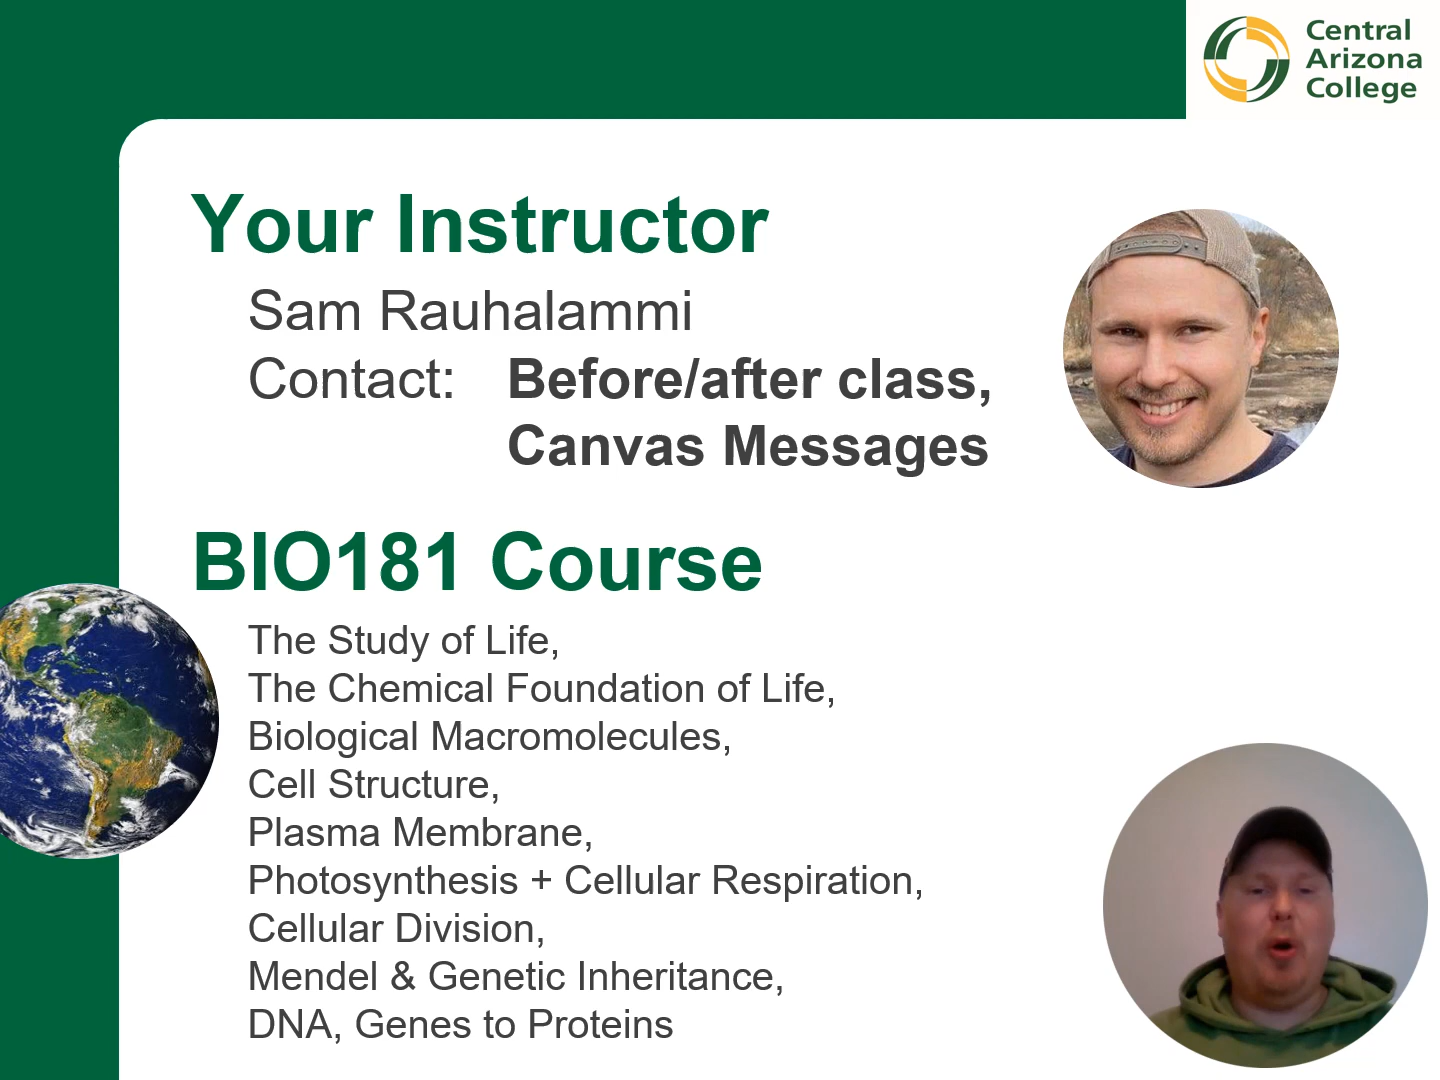 Central
Arizona
College
Your Instructor
Sam Rauhalammi
Contact: Before/after class,
Canvas Messages
BIO181 Course
The Study of Life,
The Chemical Foundation of Life,
Biological Macromolecules,
Cell Structure,
Plasma Membrane,
Photosynthesis + Cellular Respiration,
Cellular Division,
Mendel & Genetic Inheritance,
DNA, Genes to Proteins